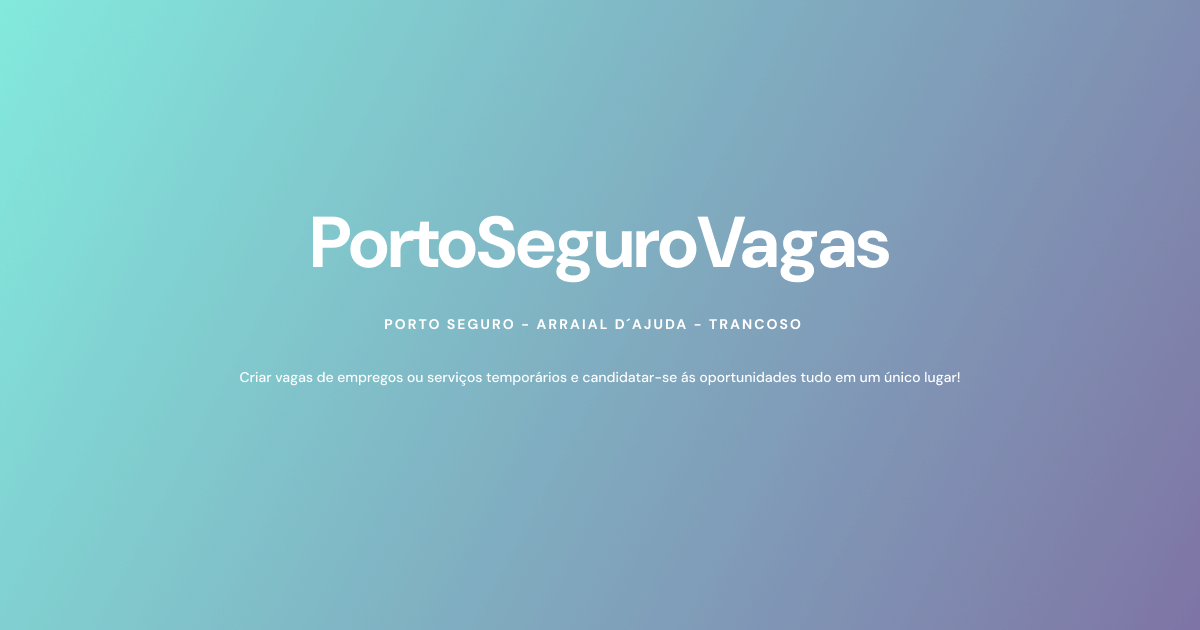 PortoSeguroVagas
PORTO SEGURO - ARRAIAL D´AJUDA - TRANCOSO
Criar vagas de empregos ou serviços temporários e candidatar-se ás oportunidades tudo em um único lugar!